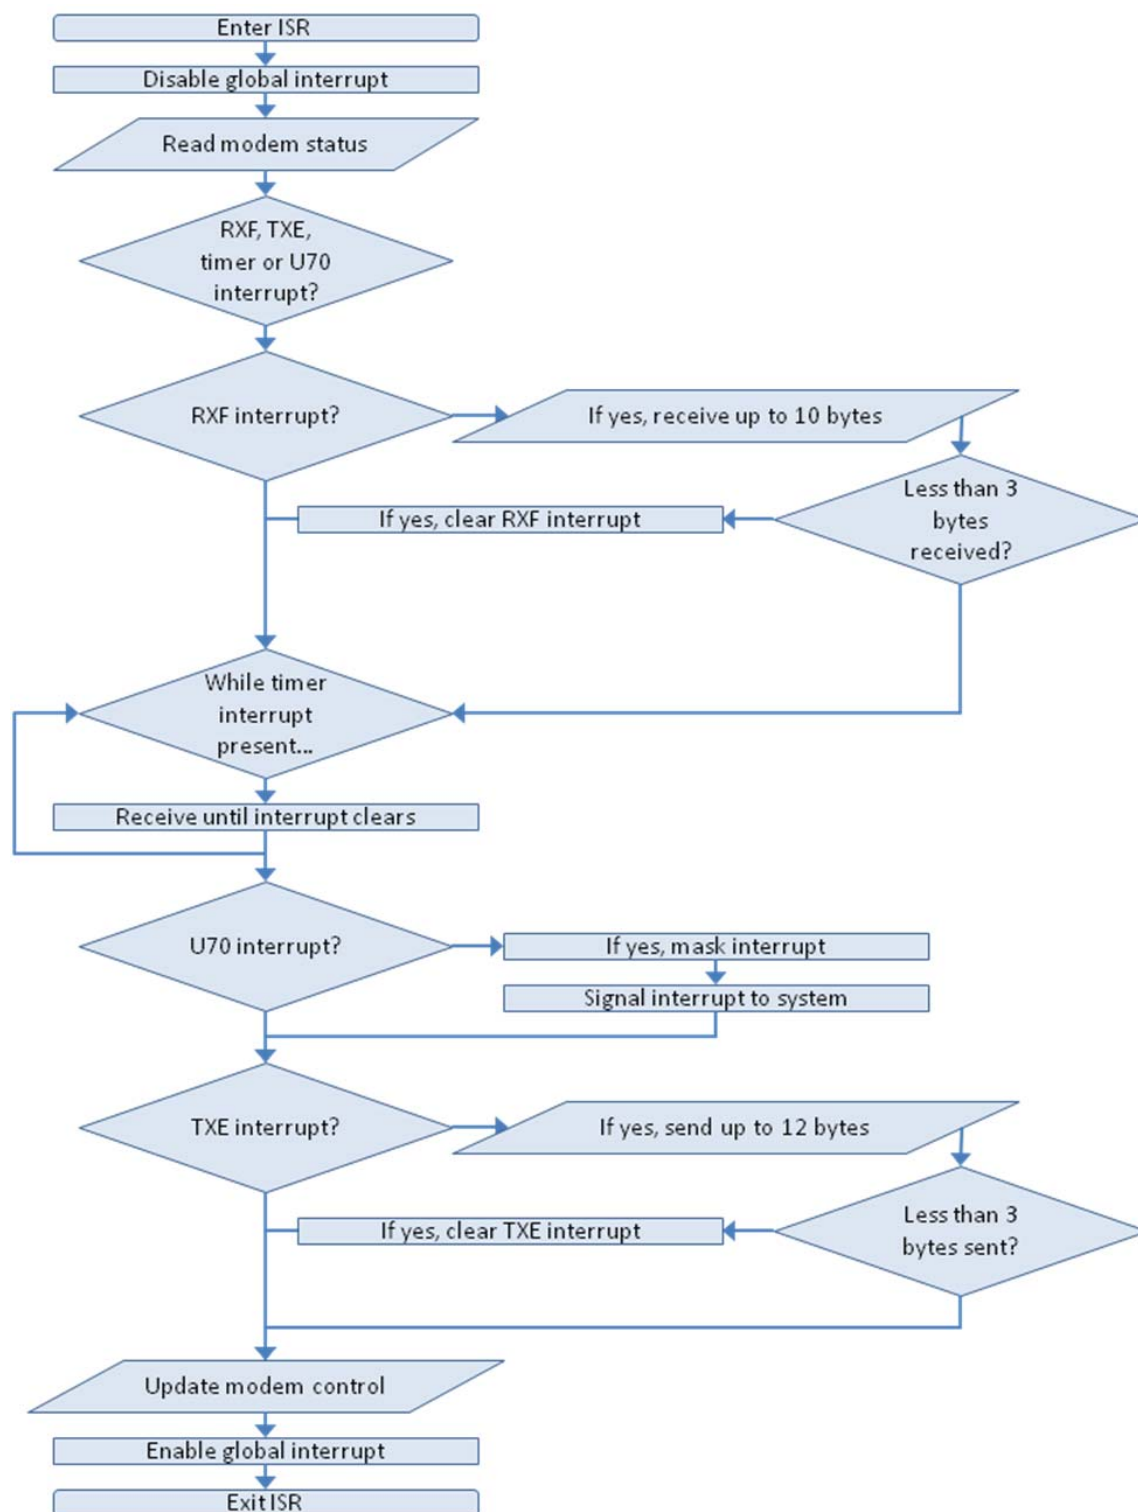 Enter ISR
Disable global interrupt
Read modem status
RXF, TXE,
timer or U70
interrupt?
RXF interrupt?
If yes, receive up to 10 bytes
Less than 3
bytes
received?
If yes, clear RXF interrupt
While timer
interrupt
present...
Receive until interrupt clears
U70 interrupt?
If yes, mask interrupt
Signal interrupt to system
TXE interrupt?
If yes, send up to 12 bytes
Less than 3
bytes sent?
If yes, clear TXE interrupt
Update modem control
Enable global interrupt
Exit ISR